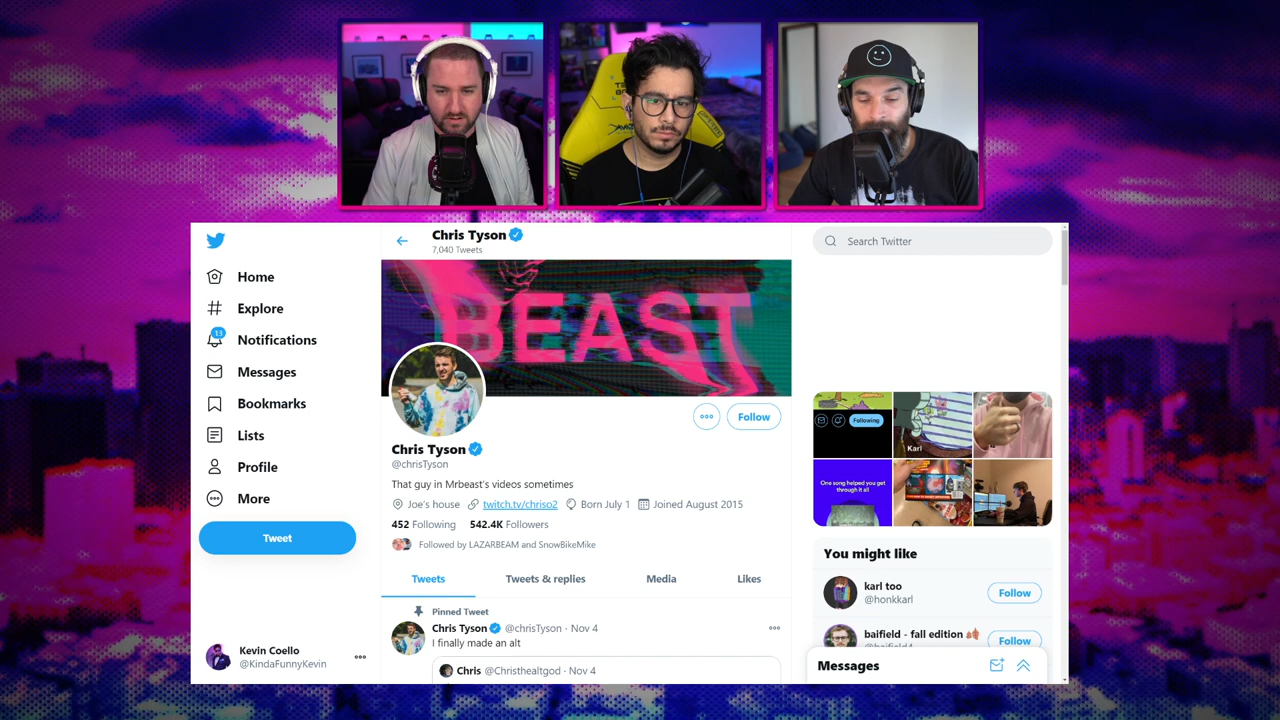 Chris Tyson
7,040 Tweets
Search Twitter
BEAST
Home
Explore
13
Notifications
Messages
Bookmarks
Lists
Profile
More
Tweet
Follow
Chris Tyson
@chrisTyson
That guy in Mrbeast's videos sometimes
Joe's house twitch.tv/chriso2 Born July 1 Joined August 2015
452 Following 542.4K Followers
Followed by LAZARBEAM and SnowBikeMike
Tweets Tweets & replies Media Likes
Pinned Tweet
Chris Tyson @chrisTyson · Nov 4
I finally made an alt
Chris @Christhealtgod · Nov 4
Following
Karl
One song helped you get
through it all
You might like
karl too
@honkkarl
Follow
baifield - fall edition
Follow
Messages
Kevin Coello
@KindaFunnyKevin